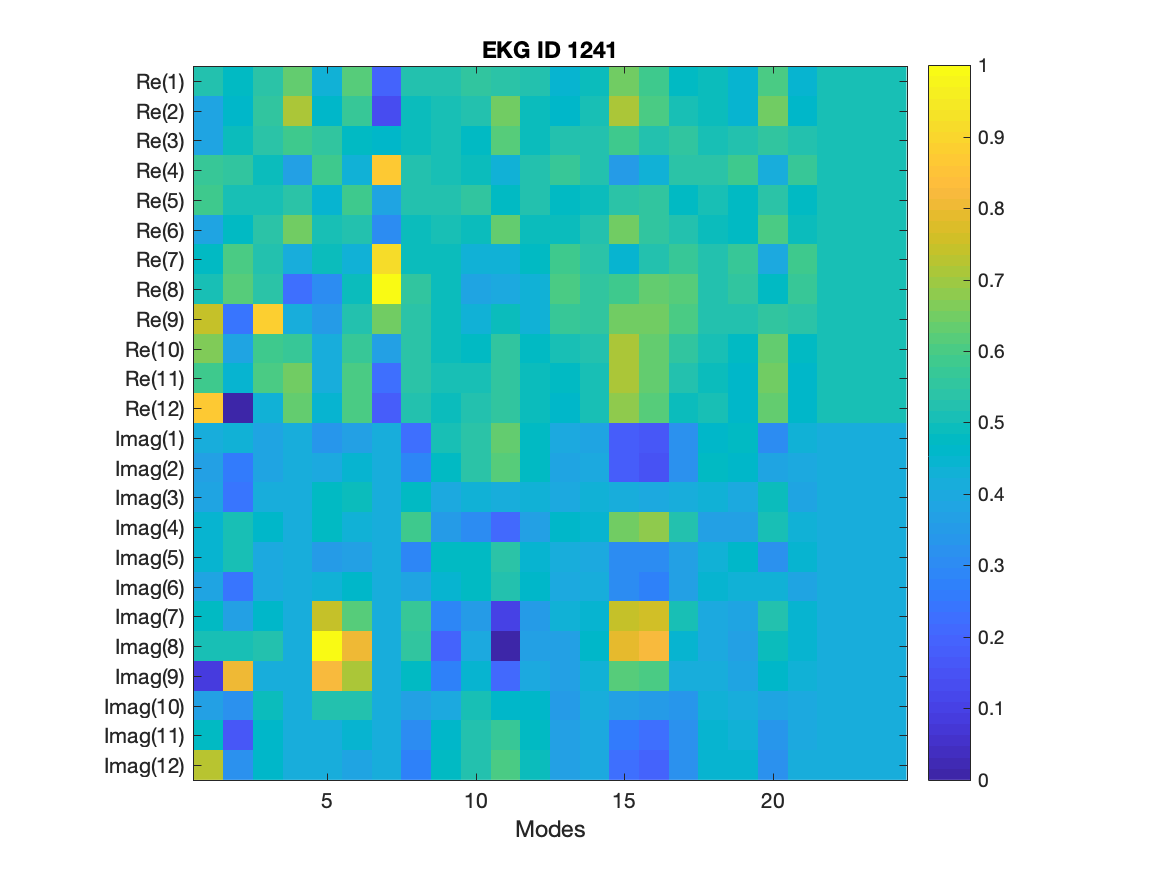 EKG ID 1241
Re(1)
Re(2)
Re(3)
Re(4)
Re(5)
Re(6)
Re(7)
Re(8)
Re(9)
Re(10)
Re(11)
Re(12)
Imag(1)
Imag(2)
Imag(3)
Imag(4)
Imag(5)
Imag(6)
Imag(7)
Imag(8)
Imag(9)
Imag(10)
Imag(11)
Imag(12)
5 10 15 20
Modes
1
0.9
0.8
0.7
0.6
0.5
0.4
0.3
0.2
0.1
0